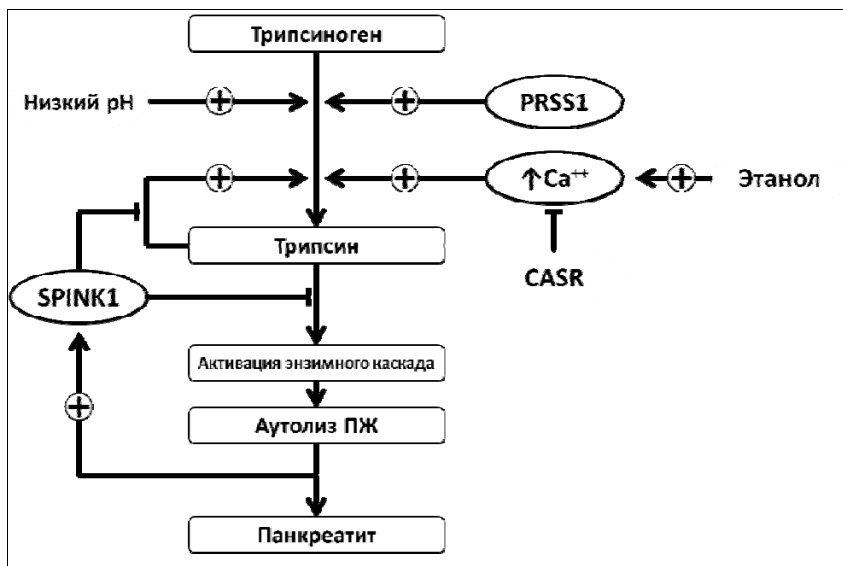 Трипсиноген
Низкий pH
PRSS1
↑Ca⁺⁺
Этанол
Трипсин
CASR
SPINK1
Активация энзимного каскада
Аутолиз ПЖ
Панкреатит